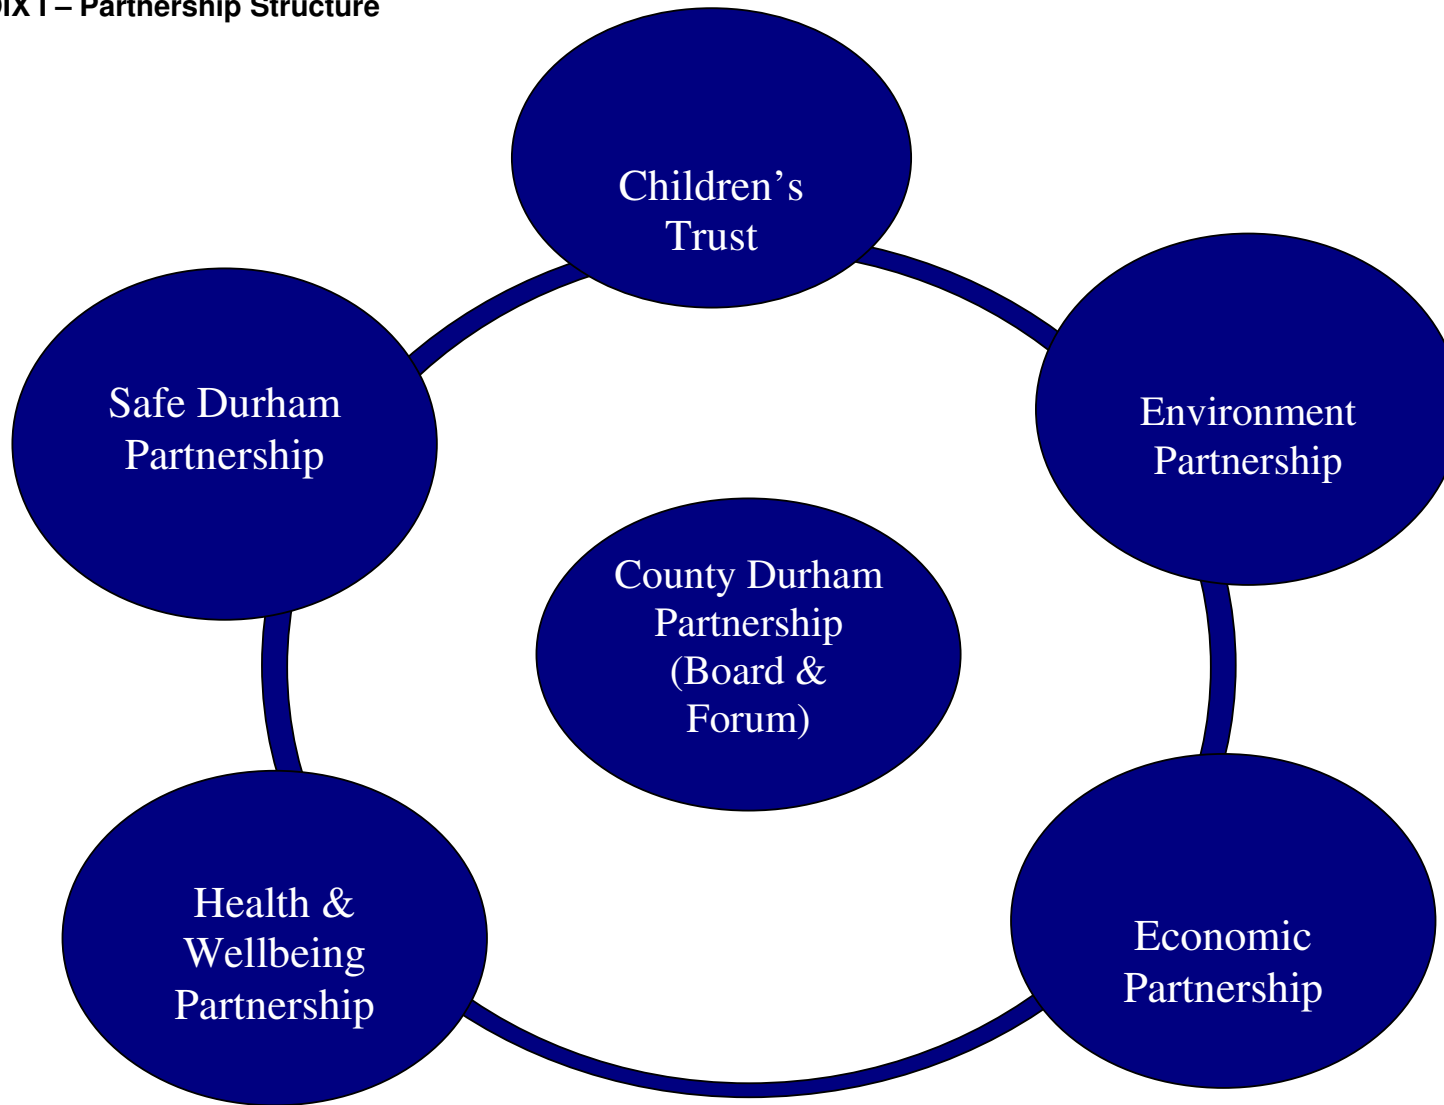 DIX I – Partnership Structure
Children’s
Trust
Safe Durham
Partnership
Environment
Partnership
County Durham
Partnership
(Board &
Forum)
Health &
Wellbeing
Partnership
Economic
Partnership